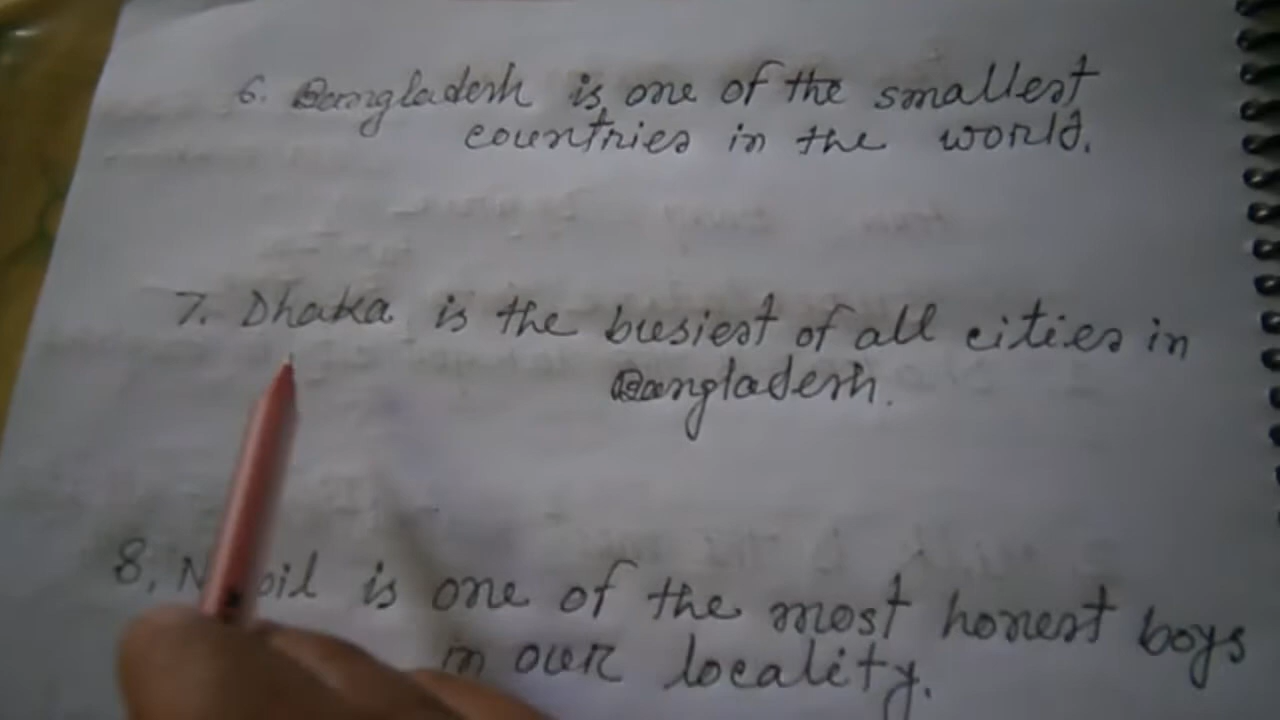 6. Bangladesh is one of the smallest
countries in the world.
7. Dhaka is the busiest of all cities in
Bangladesh.
8. is one of the most honest boys
in our locality.